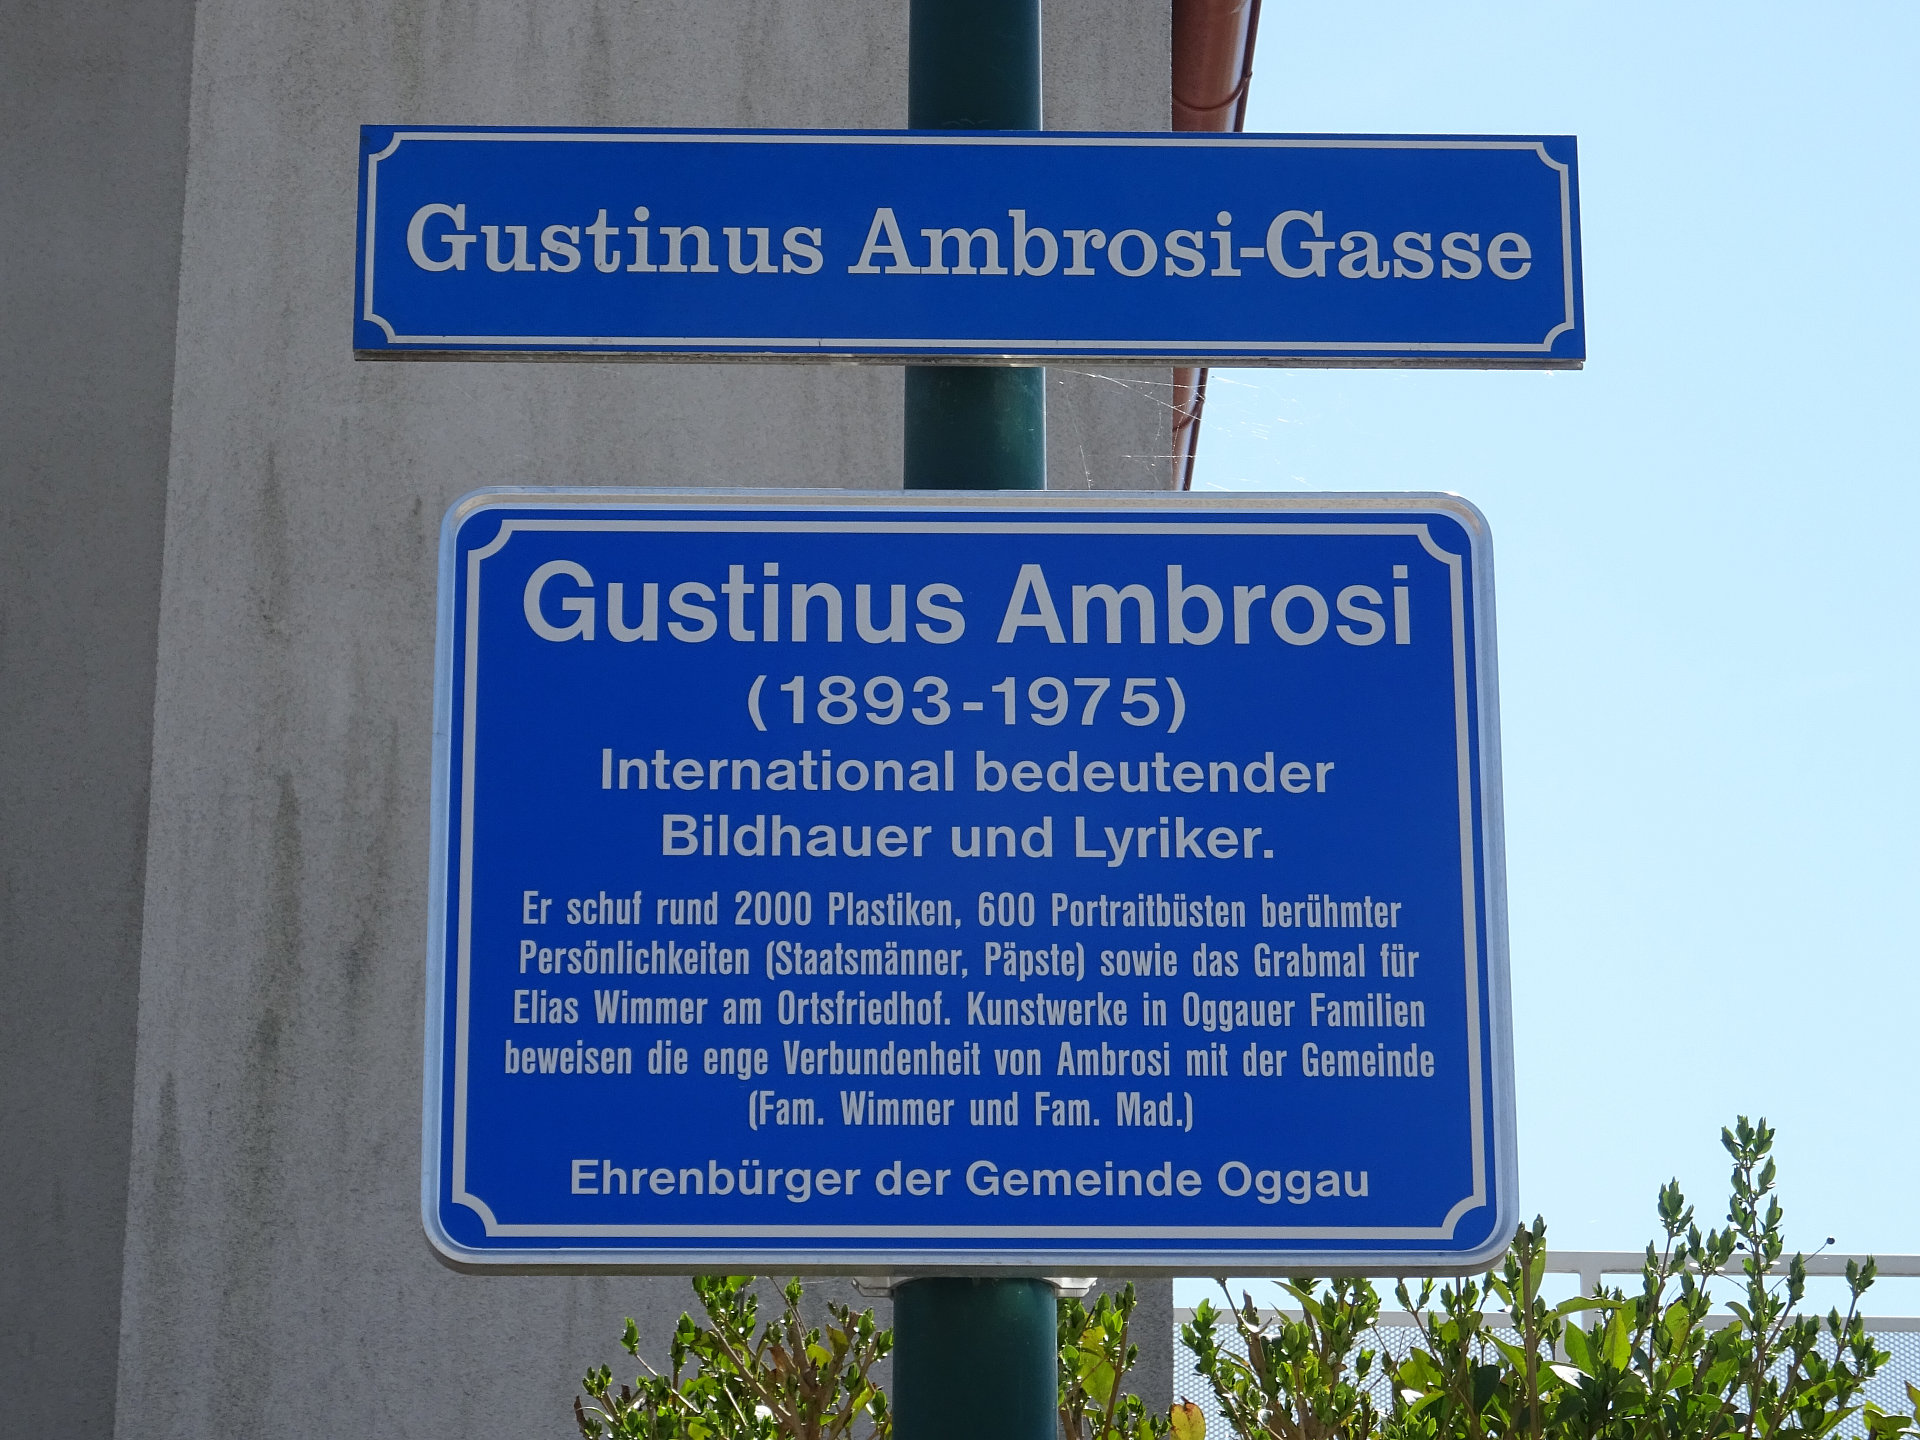 Gustinus Ambrosi-Gasse
Gustinus Ambrosi
(1893-1975)
International bedeutender
Bildhauer und Lyriker.
Er schuf rund 2000 Plastiken, 600 Portraitbüsten berühmter
Persönlichkeiten (Staatsmänner, Päpste) sowie das Grabmal für
Elias Wimmer am Ortsfriedhof. Kunstwerke in Oggauer Familien
beweisen die enge Verbundenheit von Ambrosi mit der Gemeinde
(Fam. Wimmer und Fam. Mad.)
Ehrenbürger der Gemeinde Oggau